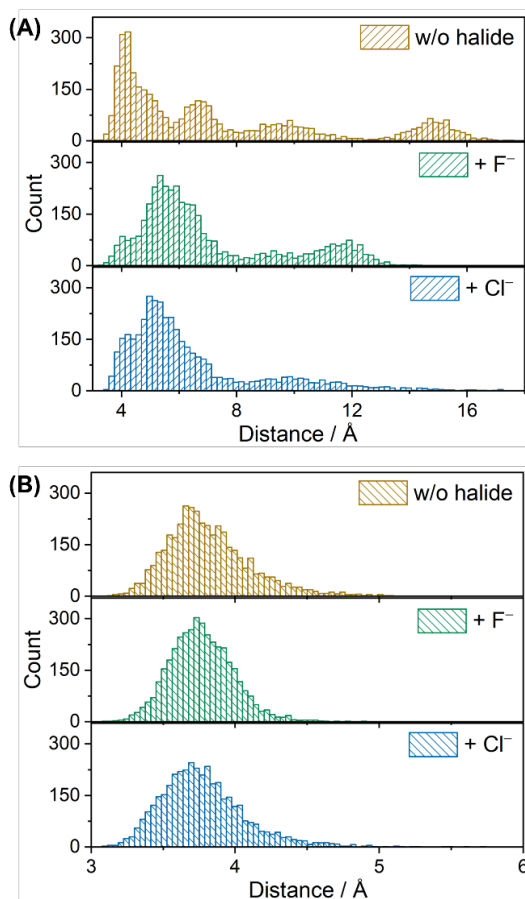 (A)
300
w/o halide
150
0
300
+ F⁻
150
0
300
+ Cl⁻
150
0
Count
4 8 12 16
Distance / Å
(B)
300
w/o halide
150
0
300
+ F⁻
150
0
300
+ Cl⁻
150
0
Count
3 4 5 6
Distance / Å